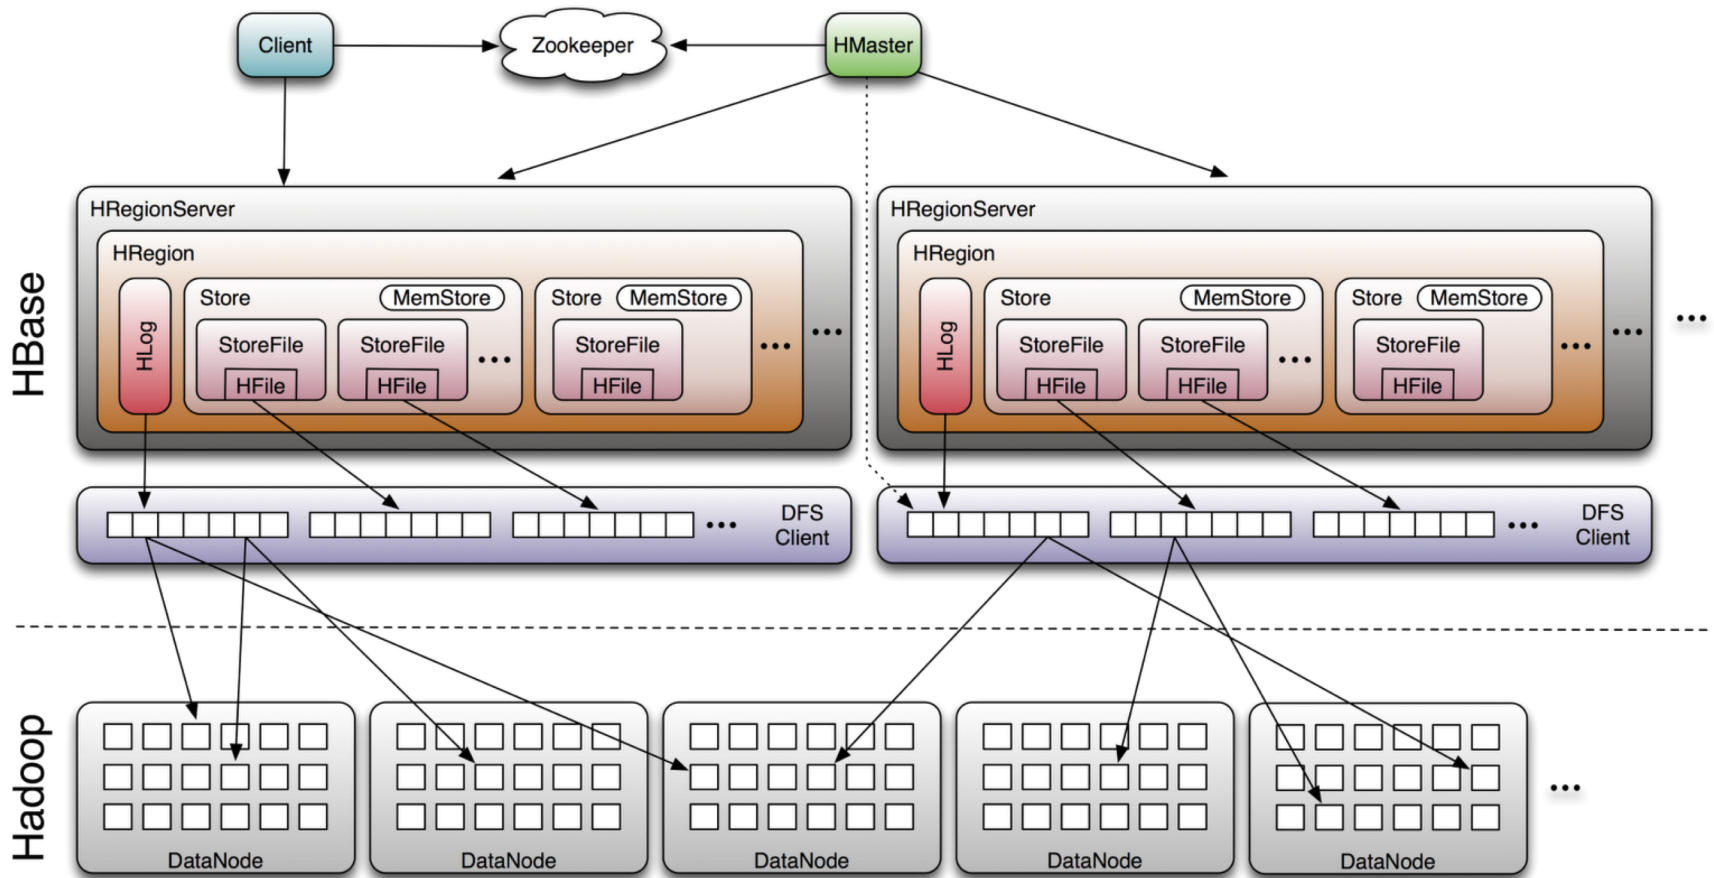 Client
Zookeeper
HMaster
HBase
HRegionServer
HRegionServer
HRegion
HRegion
HLog
Store
MemStore
Store
MemStore
HLog
Store
MemStore
Store
MemStore
StoreFile
StoreFile
...
StoreFile
...
...
StoreFile
StoreFile
...
StoreFile
...
...
...
HFile
HFile
HFile
HFile
HFile
HFile
...
DFS
Client
...
DFS
Client
Hadoop
...
DataNode
DataNode
DataNode
DataNode
DataNode